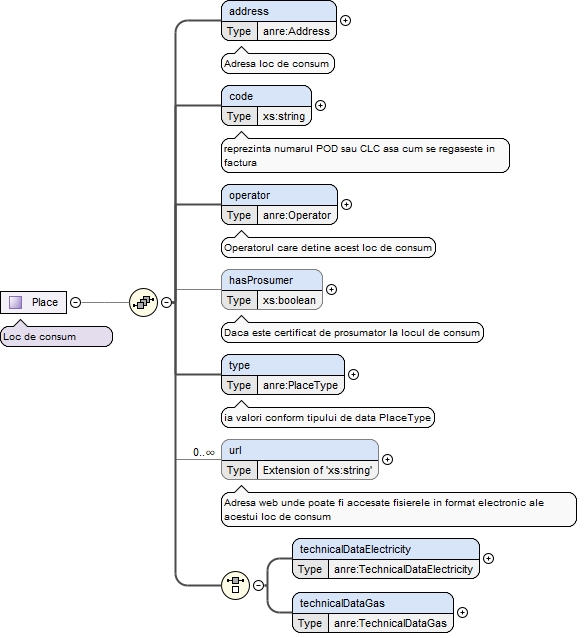 address
Type anre:Address
Adresa loc de consum
code
Type xs:string
reprezinta numarul POD sau CLC asa cum se regaseste in
factura
operator
Type anre:Operator
Operatorul care detine acest loc de consum
hasProsumer
Type xs:boolean
Daca este certificat de prosumator la locul de consum
Place
Loc de consum
type
Type anre:PlaceType
ia valori conform tipului de data PlaceType
0..∞
url
Type Extension of 'xs:string'
Adresa web unde poate fi accesate fisierele in format electronic ale
acestui loc de consum
technicalDataElectricity
Type anre:TechnicalDataElectricity
technicalDataGas
Type anre:TechnicalDataGas